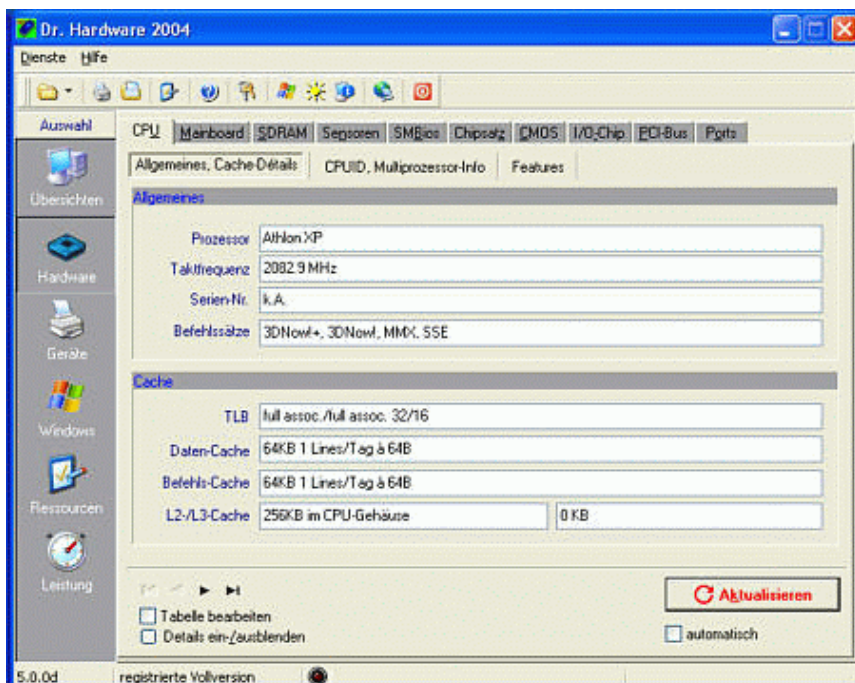 Dr. Hardware 2004
Dienste Hilfe
Auswahl
CPU Mainboard SDRAM Sensoren SMBios Chipsatz CMOS I/O-Chip PCI-Bus Ports
Allgemeines, Cache-Détails CPUID, Multiprozessor-Info Features
Übersichten
Hardware
Geräte
Windows
Ressourcen
Leistung
Allgemeines
Prozessor Athlon XP
Taktfrequenz 2082.9 MHz
Serien-Nr. k.A.
Befehlssätze 3DNow!+, 3DNow!, MMX, SSE
Cache
TLB full assoc./full assoc. 32/16
Daten-Cache 64KB 1 Lines/Tag à 64B
Befehls-Cache 64KB 1 Lines/Tag à 64B
L2-/L3-Cache 256KB im CPU-Gehäuse 0 KB
Aktualisieren
Tabelle bearbeiten
Details ein-/ausblenden
automatisch
5.0.0d registrierte Vollversion